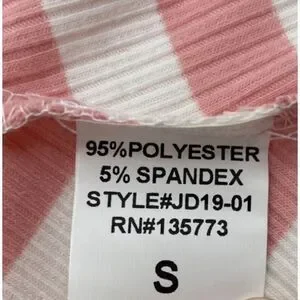 95%POLYESTER
5% SPANDEX
STYLE#JD19-01
RN#135773
S